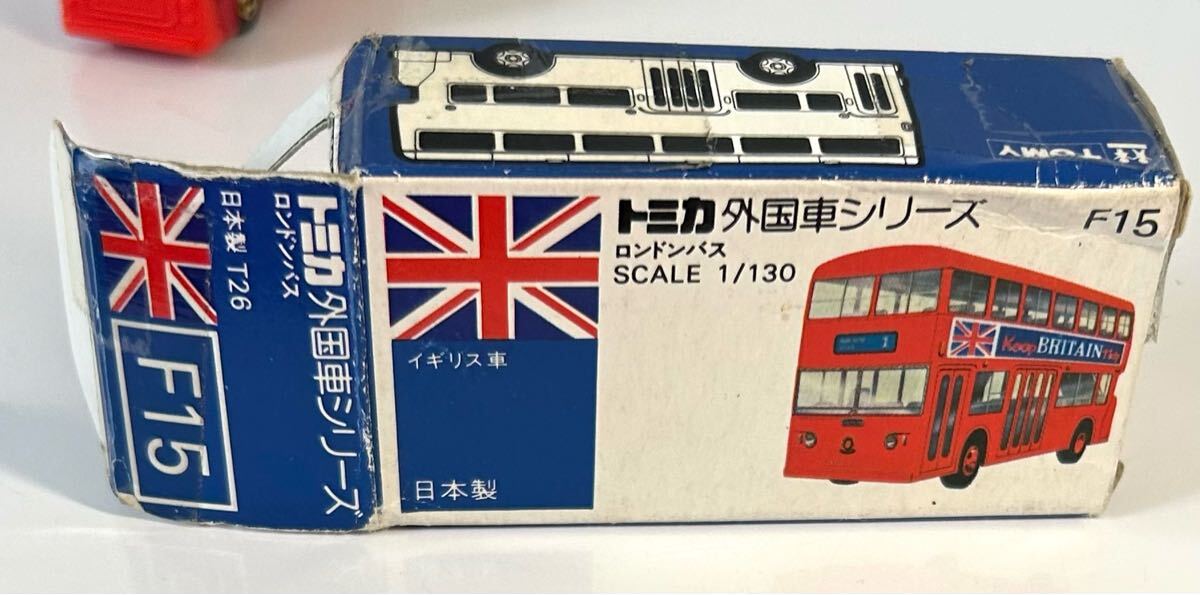 トミカ 外国車シリーズ
F15
ロンドンバス
SCALE 1/130
イギリス車
日本製
1
Keep BRITAIN Tidy
TOMY
トミカ 外国車シリーズ
ロンドンバス
日本製 T26
F15